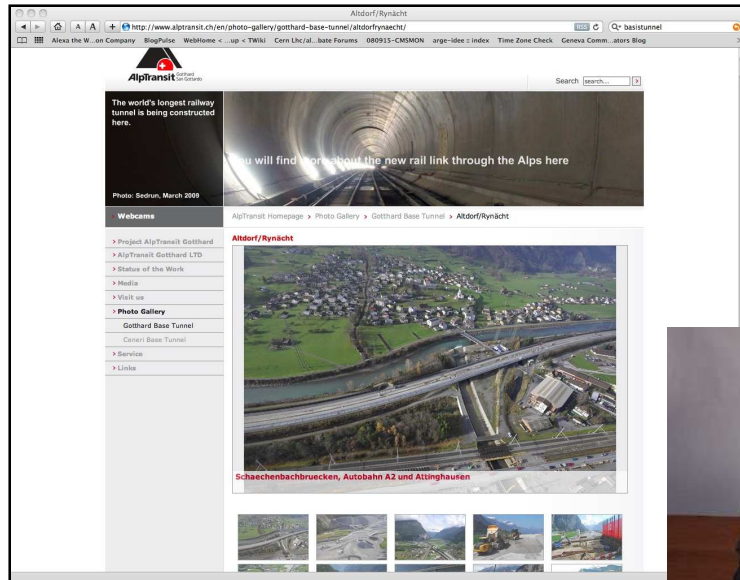 Altdorf/Rynächt
A A
http://www.alptransit.ch/en/photo-gallery/gotthard-base-tunnel/altdorfrynaecht/
RSS
basistunnel
Alexa the W...on Company BlogPulse WebHome < ...up < TWiki Cern Lhc/al...bate Forums 080915-CMSMON arge-idee :: index Time Zone Check Geneva Comm...ators Blog
AlpTransit Gotthard
San Gottardo
Search search...
The world's longest railway
tunnel is being constructed
here.
You will find more about the new rail link through the Alps here
Photo: Sedrun, March 2009
Webcams
AlpTransit Homepage > Photo Gallery > Gotthard Base Tunnel > Altdorf/Rynächt
Altdorf/Rynächt
> Project AlpTransit Gotthard
> AlpTransit Gotthard LTD
> Status of the Work
> Media
> Visit us
> Photo Gallery
Gotthard Base Tunnel
Ceneri Base Tunnel
> Service
> Links
Schaechenbachbruecken, Autobahn A2 und Attinghausen